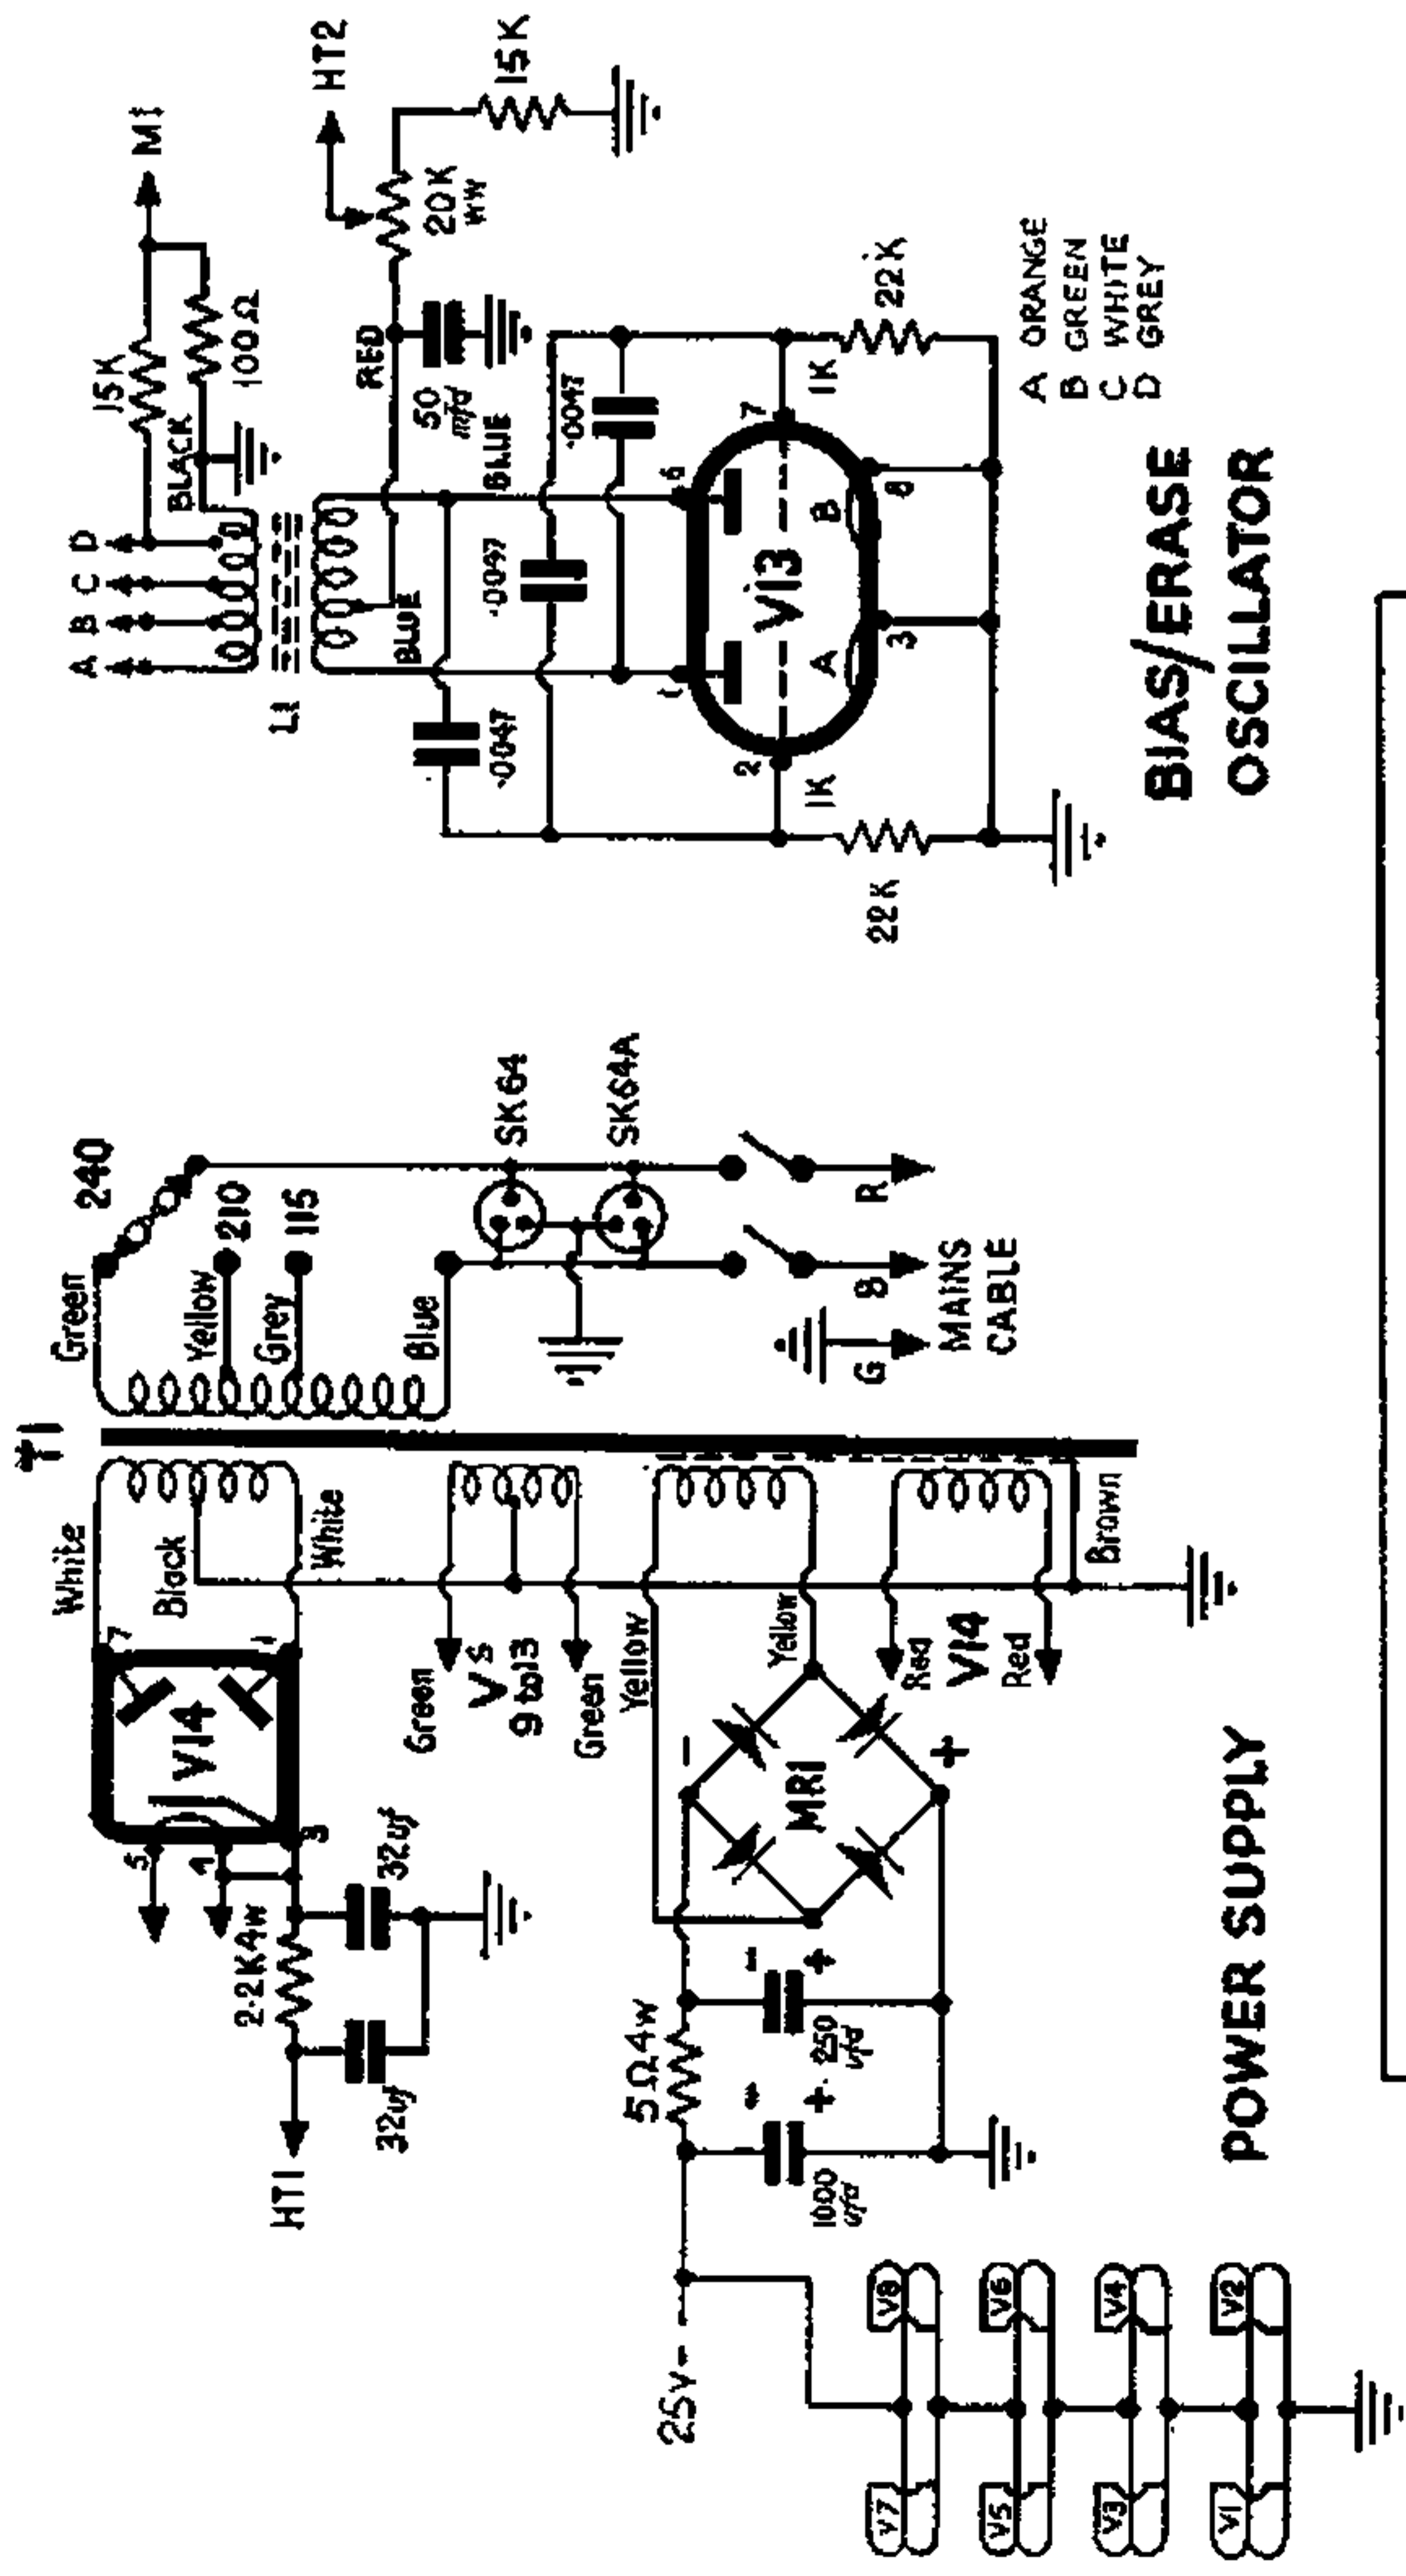 A
B
C
D
15K
M1
BLACK
100Ω
L1
HT2
RED
20K
WW
15K
50
mfd
BLUE
BLUE
.0047
.0047
.0047
1
6
2
7
V13
A
B
3
8
1K
1K
22K
22K
A ORANGE
B GREEN
C WHITE
D GREY
BIAS/ERASE
OSCILLATOR
T1
Green
240
Yellow
210
Grey
115
Blue
SK64
SK64A
G
B
R
MAINS
CABLE
White
Black
White
7
1
V14
5
4
3
2·2K4w
32uf
32uf
HT1
Green
Vs
9 to 13
Green
Yellow
Yellow
Red
V14
Red
Brown
-
MR1
+
5Ω4w
-
+
250
ufd
+
1000
ufd
25V-
V7
V8
V5
V6
V3
V4
V1
V2
POWER SUPPLY